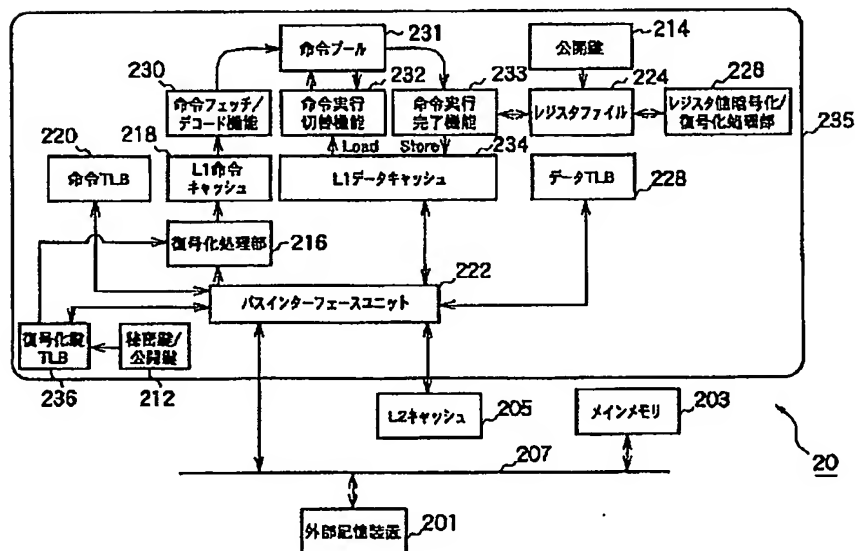 231
命令プール
公開鍵
214
230
232
233
224
228
命令フェッチ/
デコード機能
命令実行
切替機能
命令実行
完了機能
レジスタファイル
レジスタ値暗号化/
復号化処理部
235
220
218
Load
Store
234
命令TLB
L1命令
キャッシュ
L1データキャッシュ
データTLB
228
復号化処理部
216
222
バスインターフェースユニット
復号化鍵
TLB
秘密鍵/
公開鍵
236
212
L2キャッシュ
205
メインメモリ
203
207
20
外部記憶装置
201